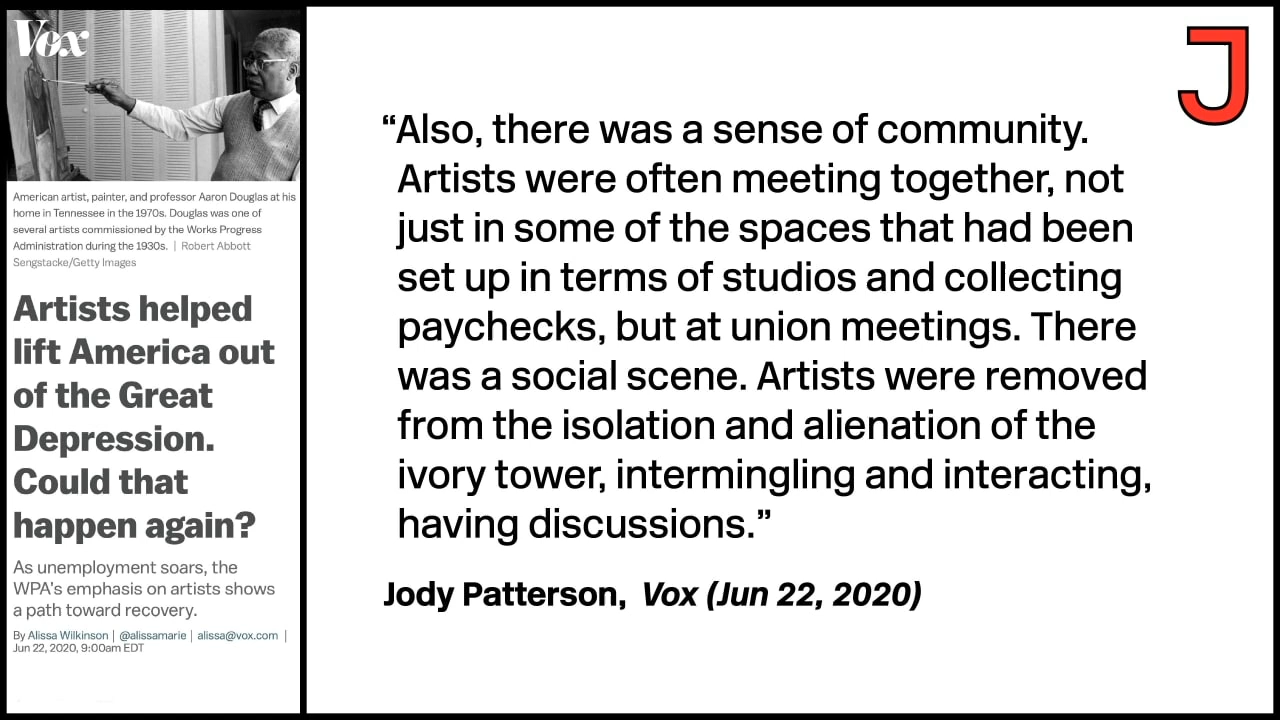 Vox
American artist, painter, and professor Aaron Douglas at his
home in Tennessee in the 1970s. Douglas was one of
several artists commissioned by the Works Progress
Administration during the 1930s. | Robert Abbott
Sengstacke/Getty Images
Artists helped
lift America out
of the Great
Depression.
Could that
happen again?
As unemployment soars, the
WPA's emphasis on artists shows
a path toward recovery.
By Alissa Wilkinson | @alissamarie | alissa@vox.com |
Jun 22, 2020, 9:00am EDT
J
“Also, there was a sense of community.
Artists were often meeting together, not
just in some of the spaces that had been
set up in terms of studios and collecting
paychecks, but at union meetings. There
was a social scene. Artists were removed
from the isolation and alienation of the
ivory tower, intermingling and interacting,
having discussions.”
Jody Patterson, Vox (Jun 22, 2020)